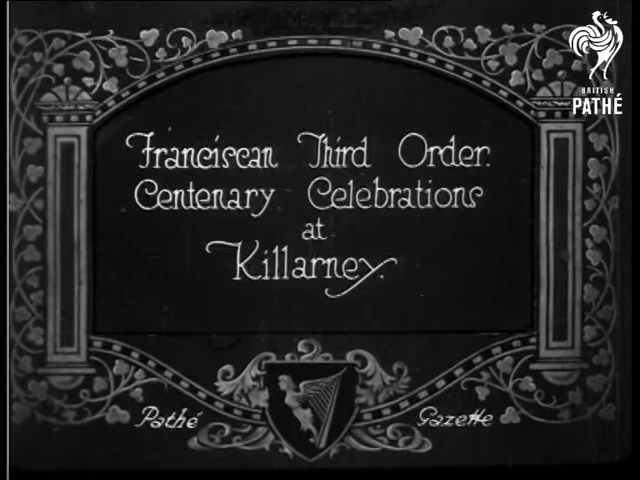 BRITISH
PATHÉ
Franciscan Third Order.
Centenary Celebrations
at
Killarney.
Pathé Gazette